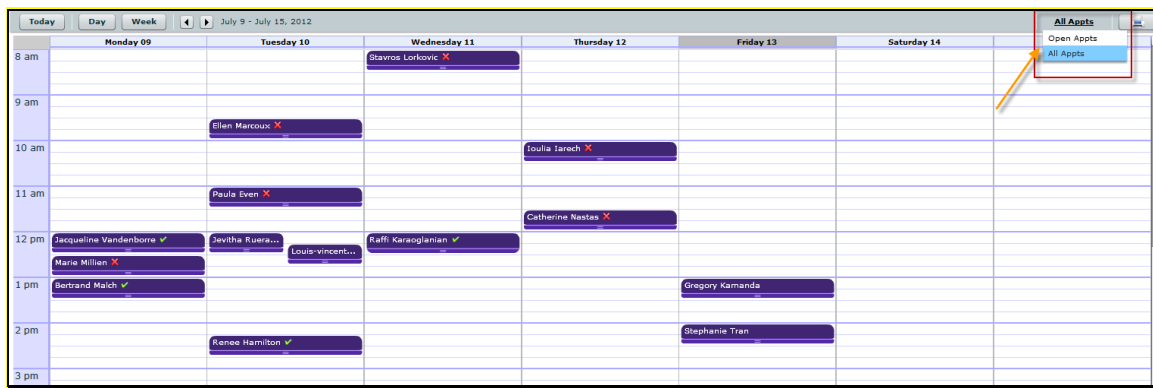 Today Day Week July 9 - July 15, 2012 All Appts
Open Appts
All Appts
Monday 09 Tuesday 10 Wednesday 11 Thursday 12 Friday 13 Saturday 14
8 am Stavros Lorkovic
9 am
Ellen Marcoux
10 am Ioulia Iarech
11 am Paula Even
Catherine Nastas
12 pm Jacqueline Vandenborre Jevitha Ruera... Raffi Karaoglanian
Louis-vincent...
Marie Millien
1 pm Bertrand Malch Gregory Kamanda
2 pm Stephanie Tran
Renee Hamilton
3 pm